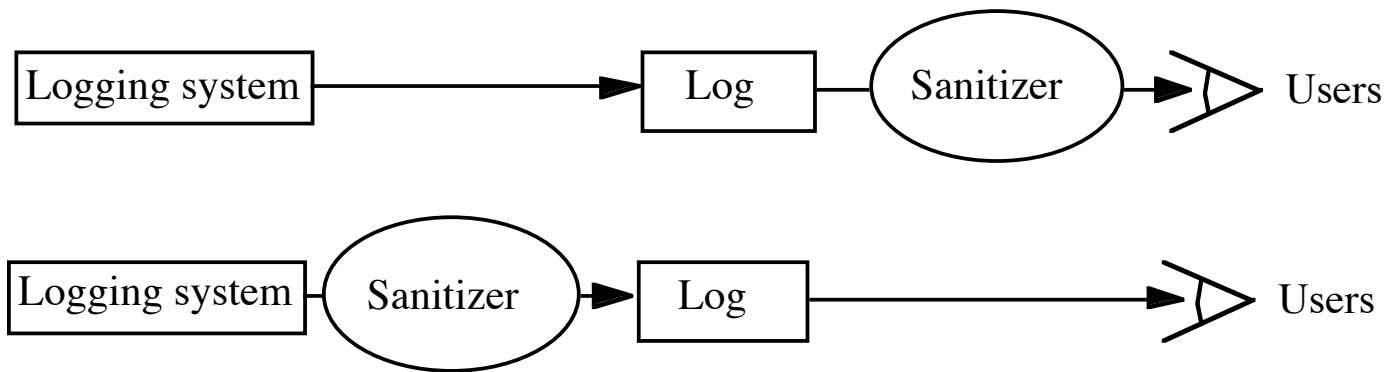 Logging system
Log
Sanitizer
Users
Logging system
Sanitizer
Log
Users